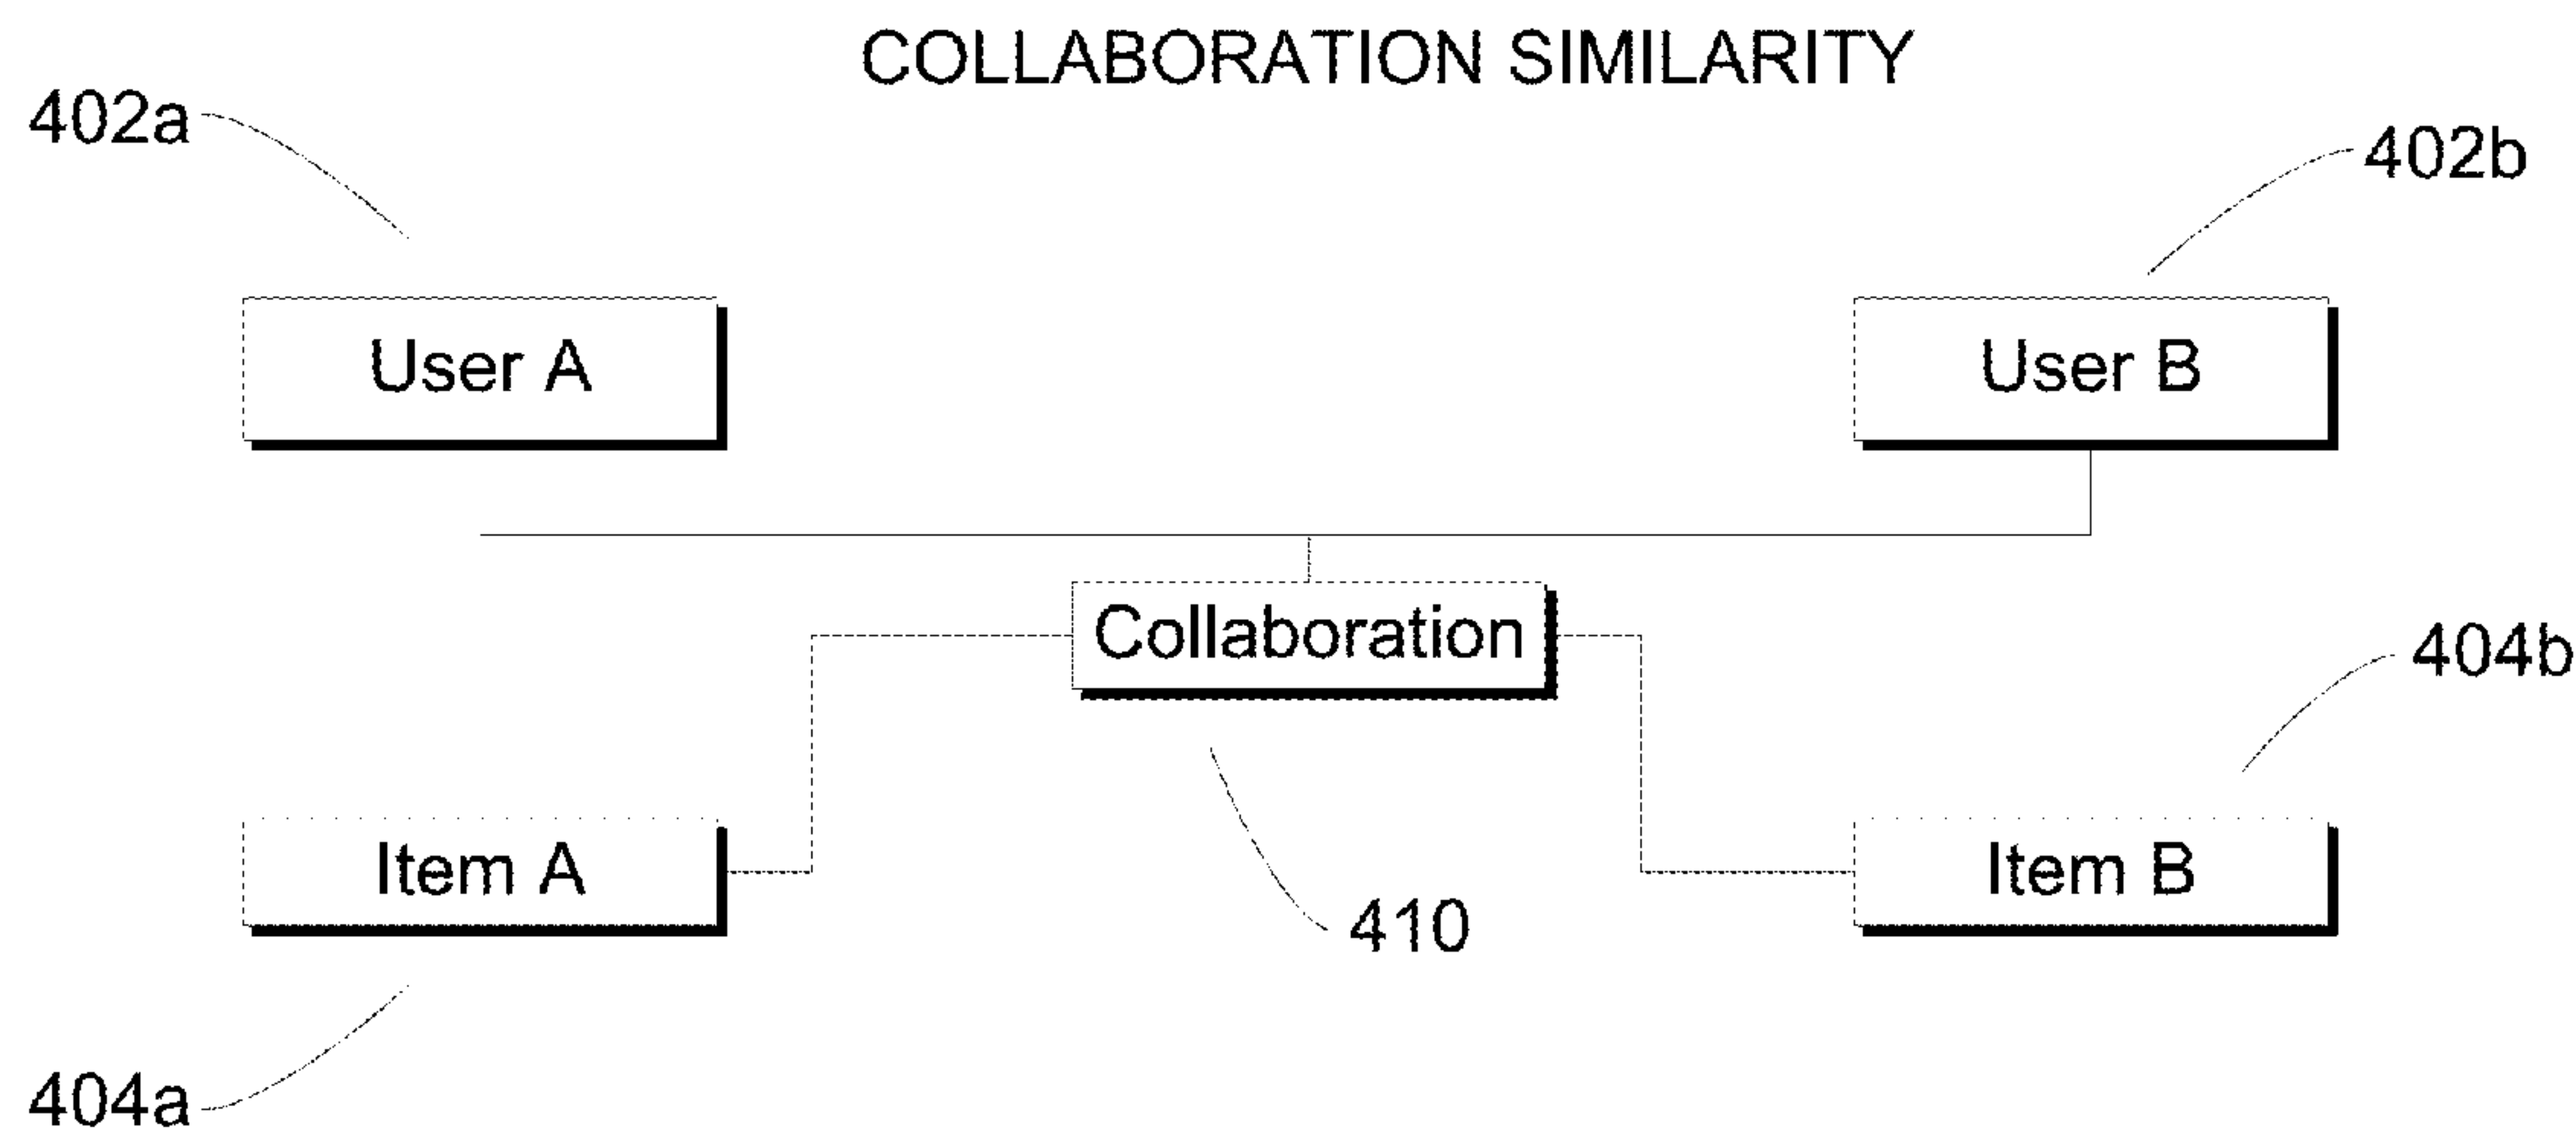 COLLABORATION SIMILARITY
402a
402b
User A
User B
Collaboration
404b
Item A
Item B
410
404a